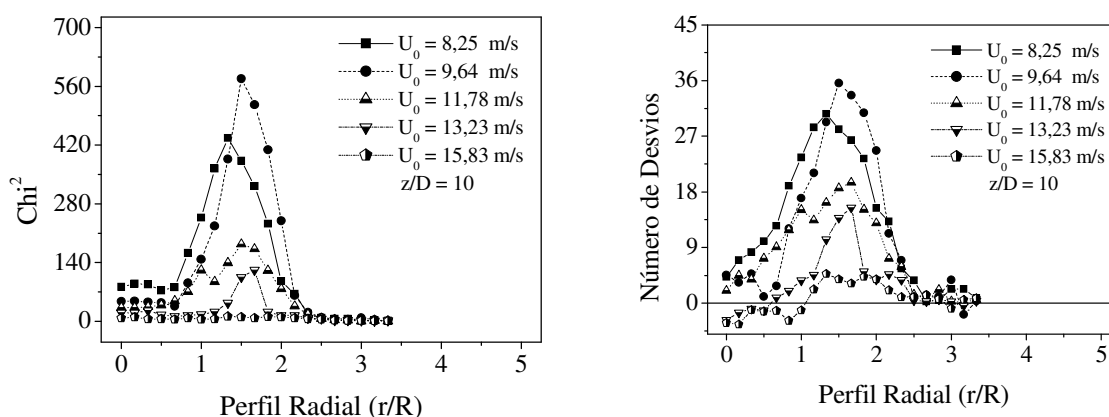 700
560
420
280
140
0
Chi²
U₀ = 8,25 m/s
U₀ = 9,64 m/s
U₀ = 11,78 m/s
U₀ = 13,23 m/s
U₀ = 15,83 m/s
z/D = 10
0 1 2 3 4 5
Perfil Radial (r/R)
45
36
27
18
9
0
Número de Desvios
U₀ = 8,25 m/s
U₀ = 9,64 m/s
U₀ = 11,78 m/s
U₀ = 13,23 m/s
U₀ = 15,83 m/s
z/D = 10
0 1 2 3 4 5
Perfil Radial (r/R)